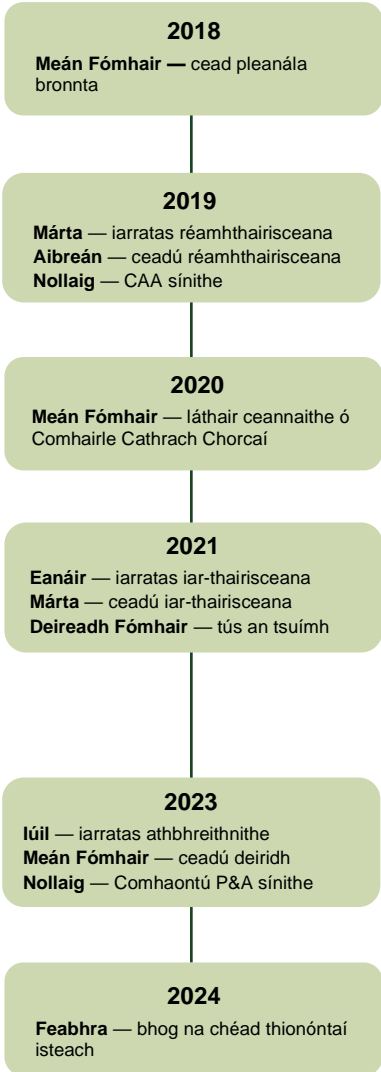 2018
Meán Fómhair — cead pleanála
bronnta
2019
Márta — iarratas réamhthairisceana
Aibreán — ceadú réamhthairisceana
Nollaig — CAA sínithe
2020
Meán Fómhair — láthair ceannaithe ó
Comhairle Cathrach Chorcaí
2021
Eanáir — iarratas iar-thairisceana
Márta — ceadú iar-thairisceana
Deireadh Fómhair — tús an tsuímh
2023
Iúil — iarratas athbhreithnithe
Meán Fómhair — ceadú deiridh
Nollaig — Comhaontú P&A sínithe
2024
Feabhra — bhog na chéad thionóntaí
isteach